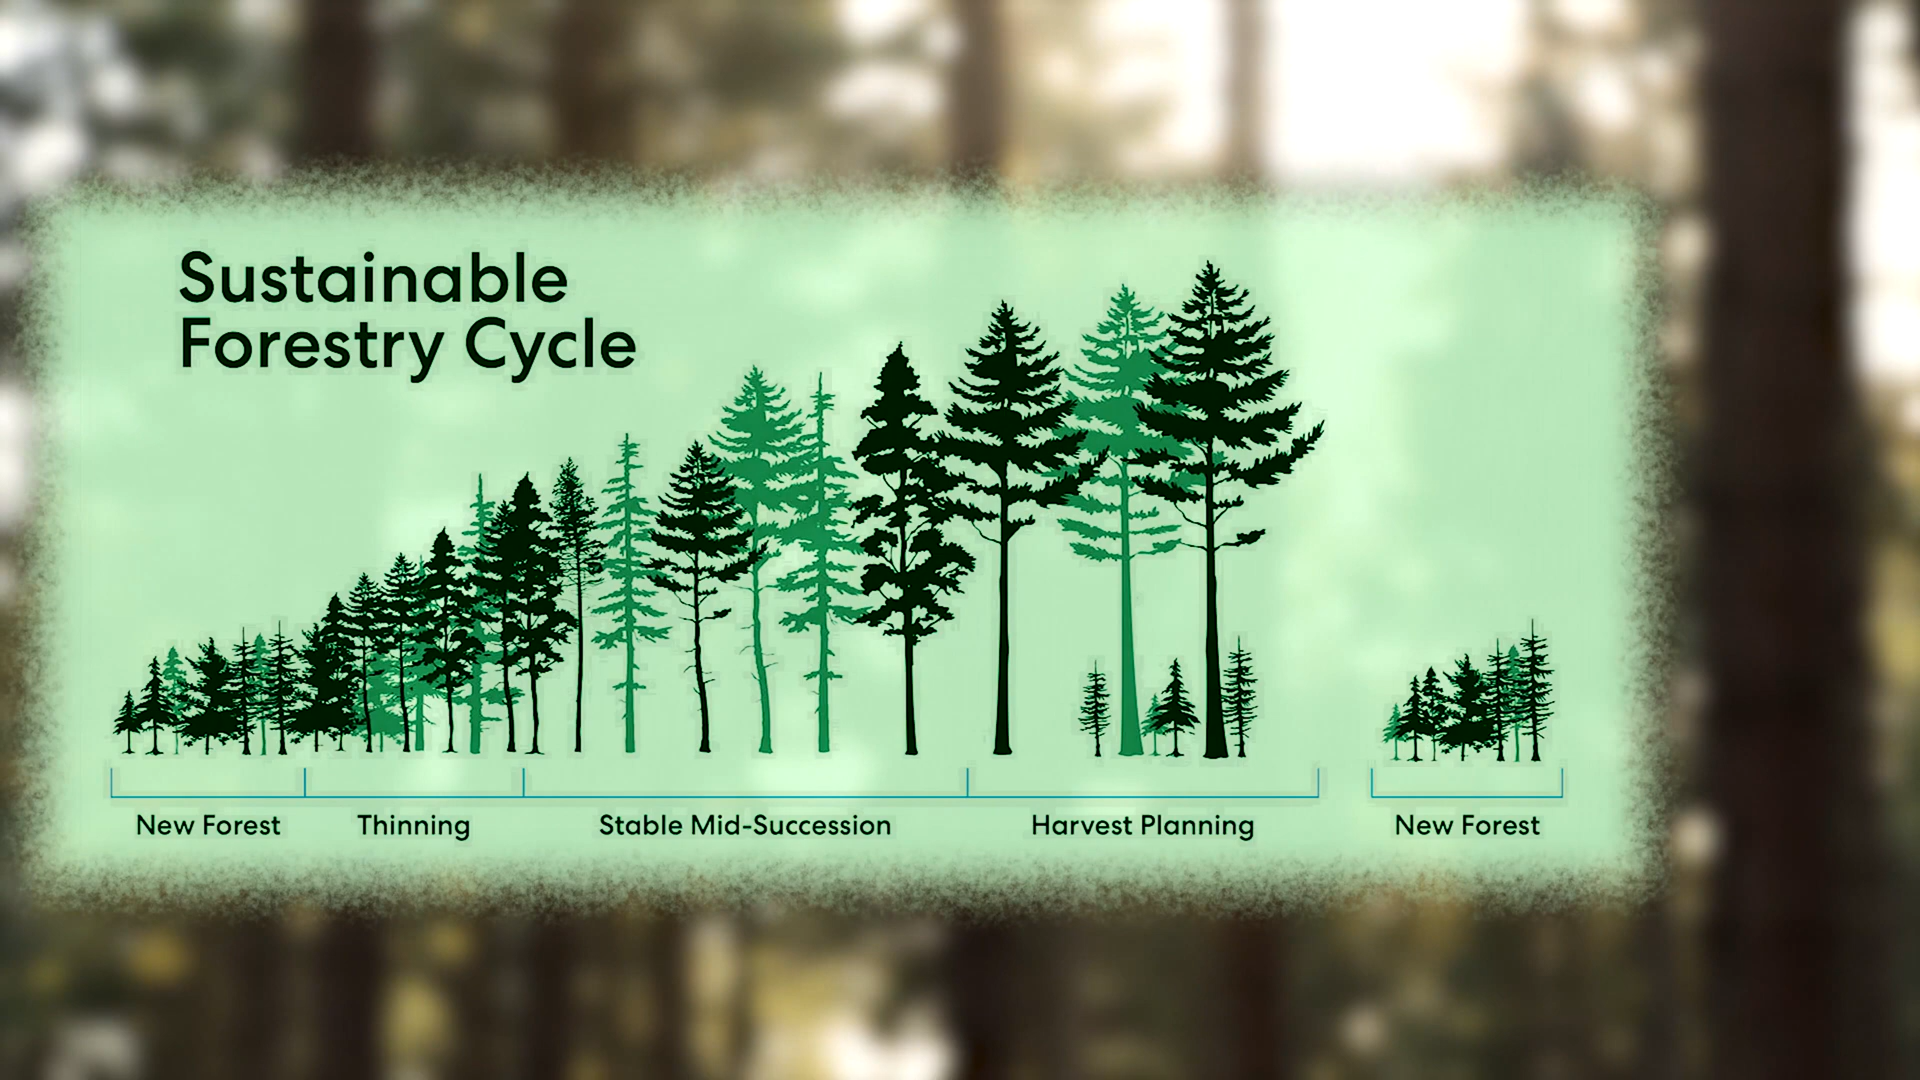 Sustainable
Forestry Cycle
New Forest
Thinning
Stable Mid-Succession
Harvest Planning
New Forest